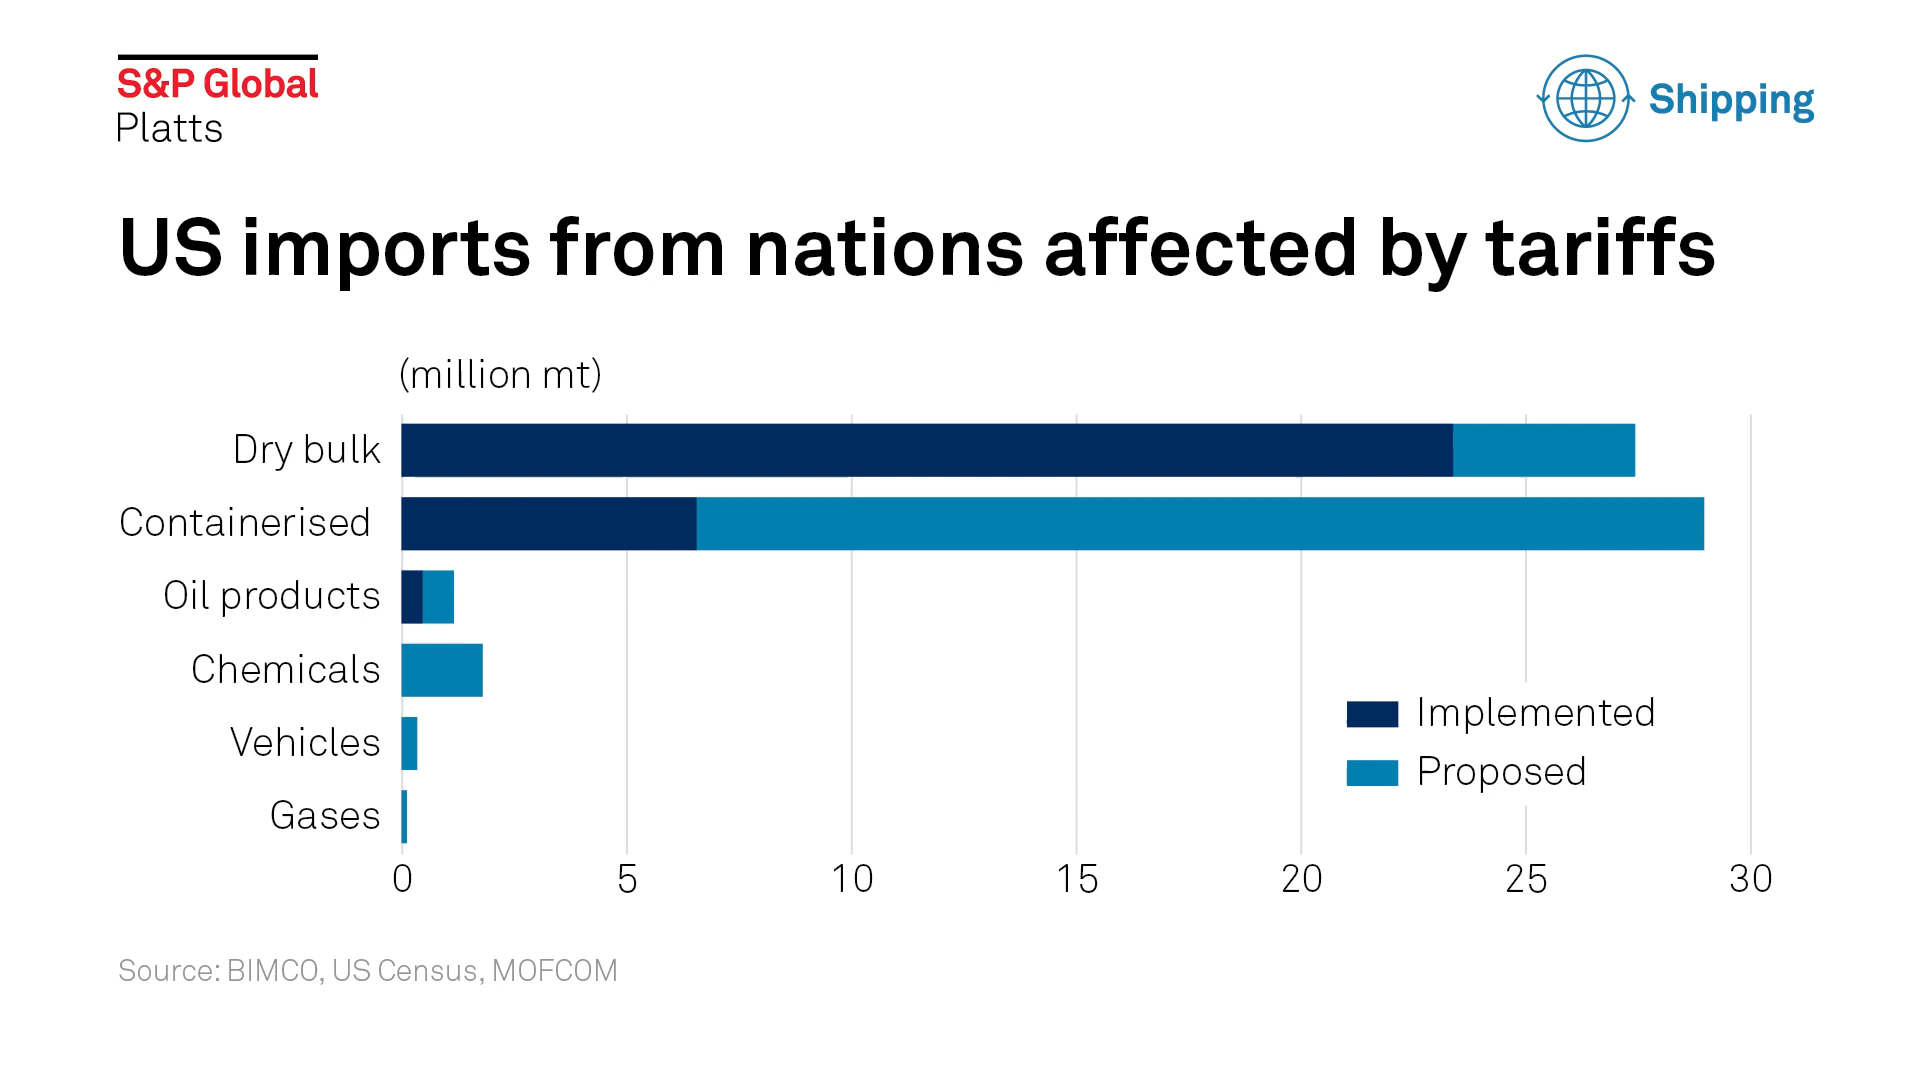 S&P Global
Platts
Shipping
US imports from nations affected by tariffs
(million mt)
Dry bulk
Containerised
Oil products
Chemicals
Vehicles
Gases
Implemented
Proposed
0 5 10 15 20 25 30
Source: BIMCO, US Census, MOFCOM